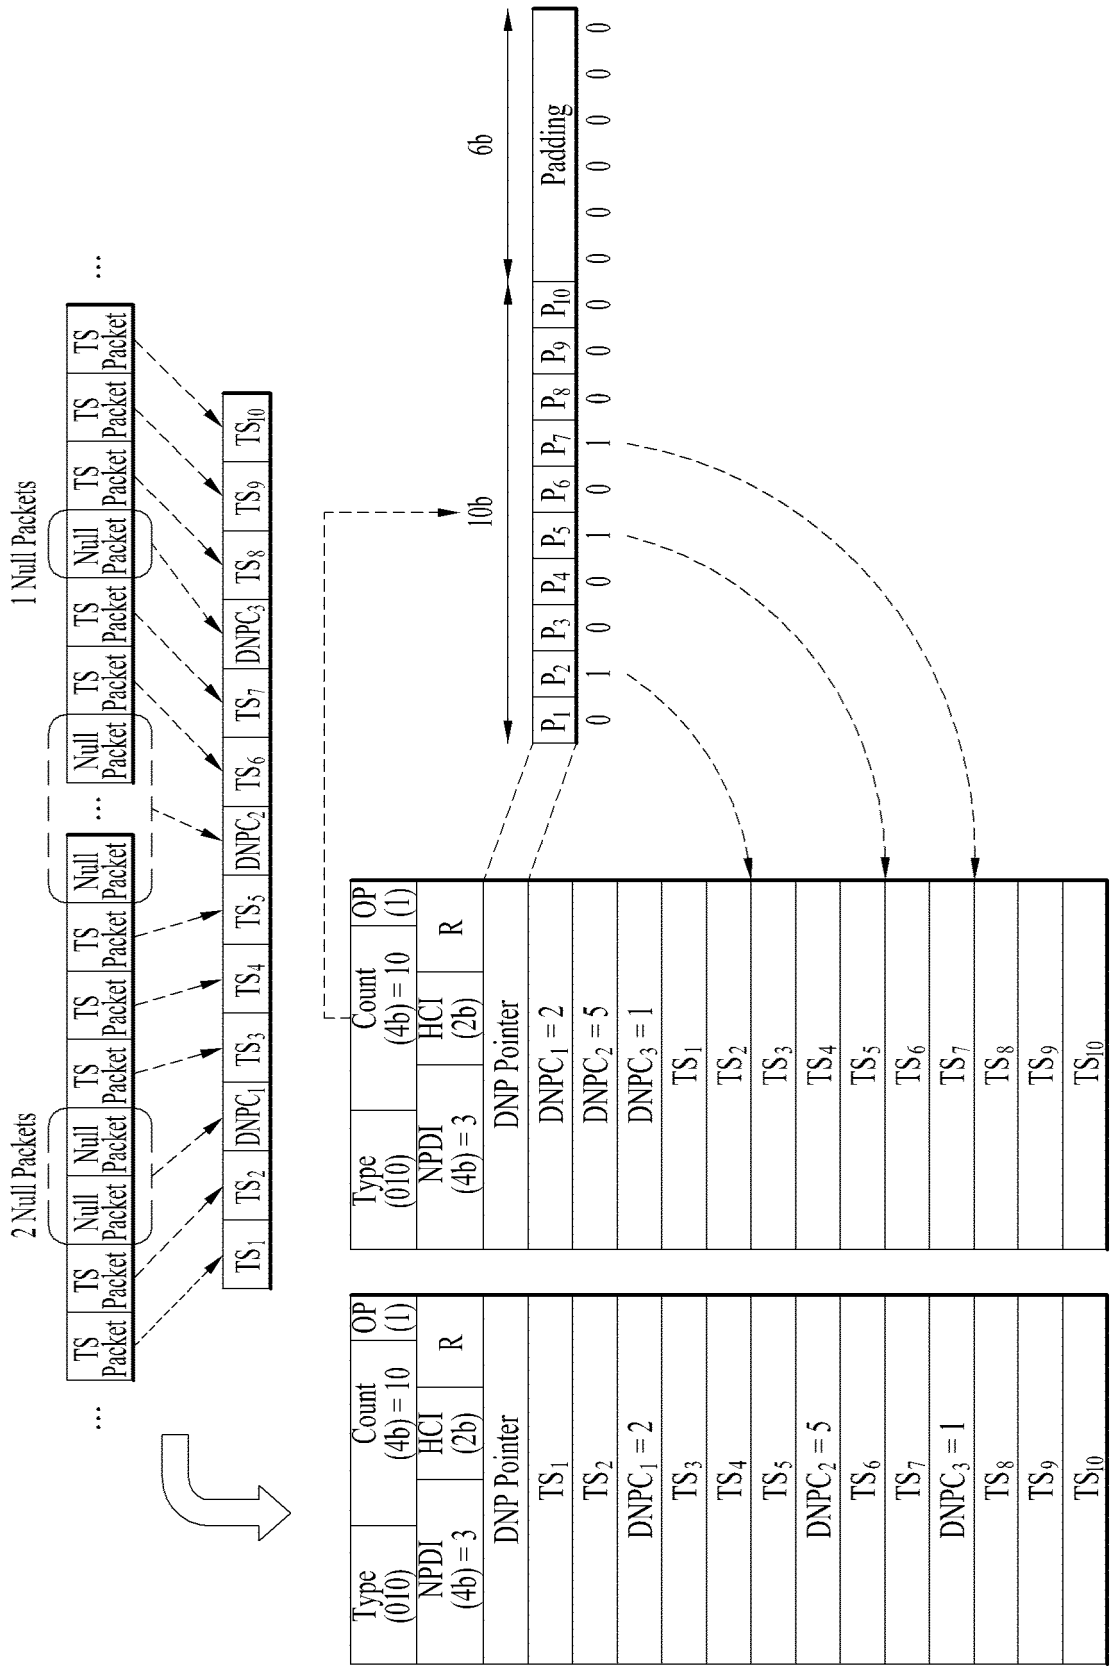 2 Null Packets
1 Null Packets
...
TS
Packet
TS
Packet
Null
Packet
Null
Packet
TS
Packet
TS
Packet
TS
Packet
Null
Packet
...
Null
Packet
TS
Packet
TS
Packet
Null
Packet
TS
Packet
TS
Packet
TS
Packet
...
TS1 TS2 DNPC1 TS3 TS4 TS5 DNPC2 TS6 TS7 DNPC3 TS8 TS9 TS10
Type
(010)
Count
(4b) = 10
OP
(1)
NPDI
(4b) = 3
HCI
(2b)
R
DNP Pointer
TS1
TS2
DNPC1 = 2
TS3
TS4
TS5
DNPC2 = 5
TS6
TS7
DNPC3 = 1
TS8
TS9
TS10
Type
(010)
Count
(4b) = 10
OP
(1)
NPDI
(4b) = 3
HCI
(2b)
R
DNP Pointer
DNPC1 = 2
DNPC2 = 5
DNPC3 = 1
TS1
TS2
TS3
TS4
TS5
TS6
TS7
TS8
TS9
TS10
10b
6b
P1 P2 P3 P4 P5 P6 P7 P8 P9 P10 Padding
0 1 0 0 1 0 1 0 0 0 0 0 0 0 0 0